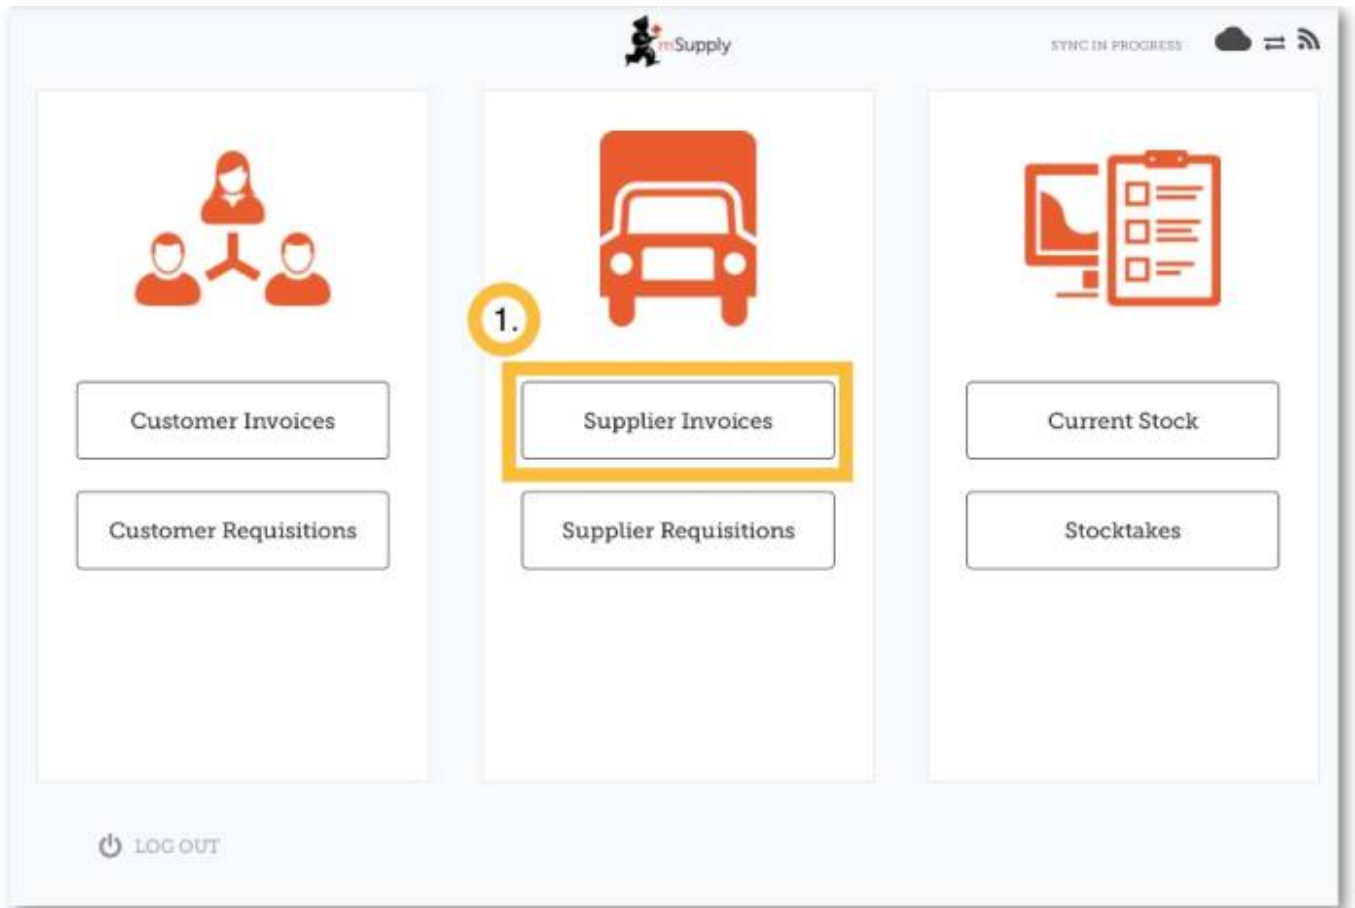 mSupply
SYNC IN PROGRESS
1.
Customer Invoices
Supplier Invoices
Current Stock
Customer Requisitions
Supplier Requisitions
Stocktakes
LOG OUT